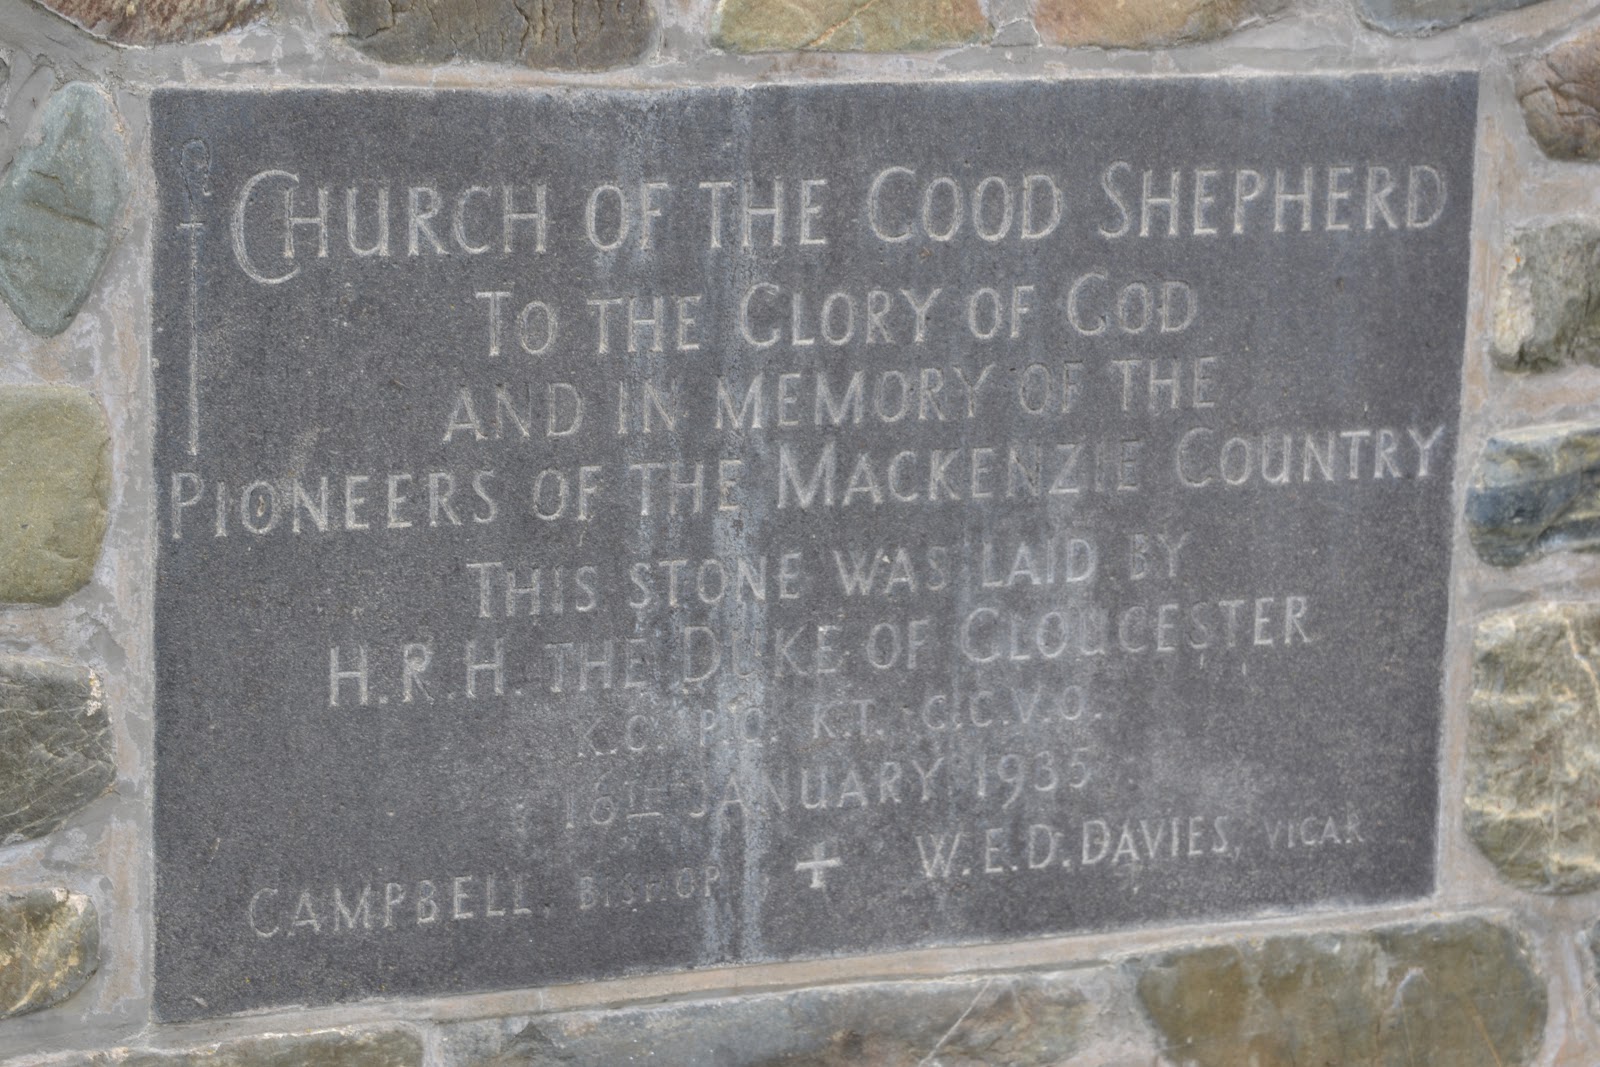 CHURCH OF THE GOOD SHEPHERD
TO THE GLORY OF GOD
AND IN MEMORY OF THE
PIONEERS OF THE MACKENZIE COUNTRY
THIS STONE WAS LAID BY
H.R.H. THE DUKE OF GLOUCESTER
K.G. P.C. K.T. G.C.V.O.
16TH JANUARY 1935
CAMPBELL, BISHOP + W.E.D. DAVIES, VICAR